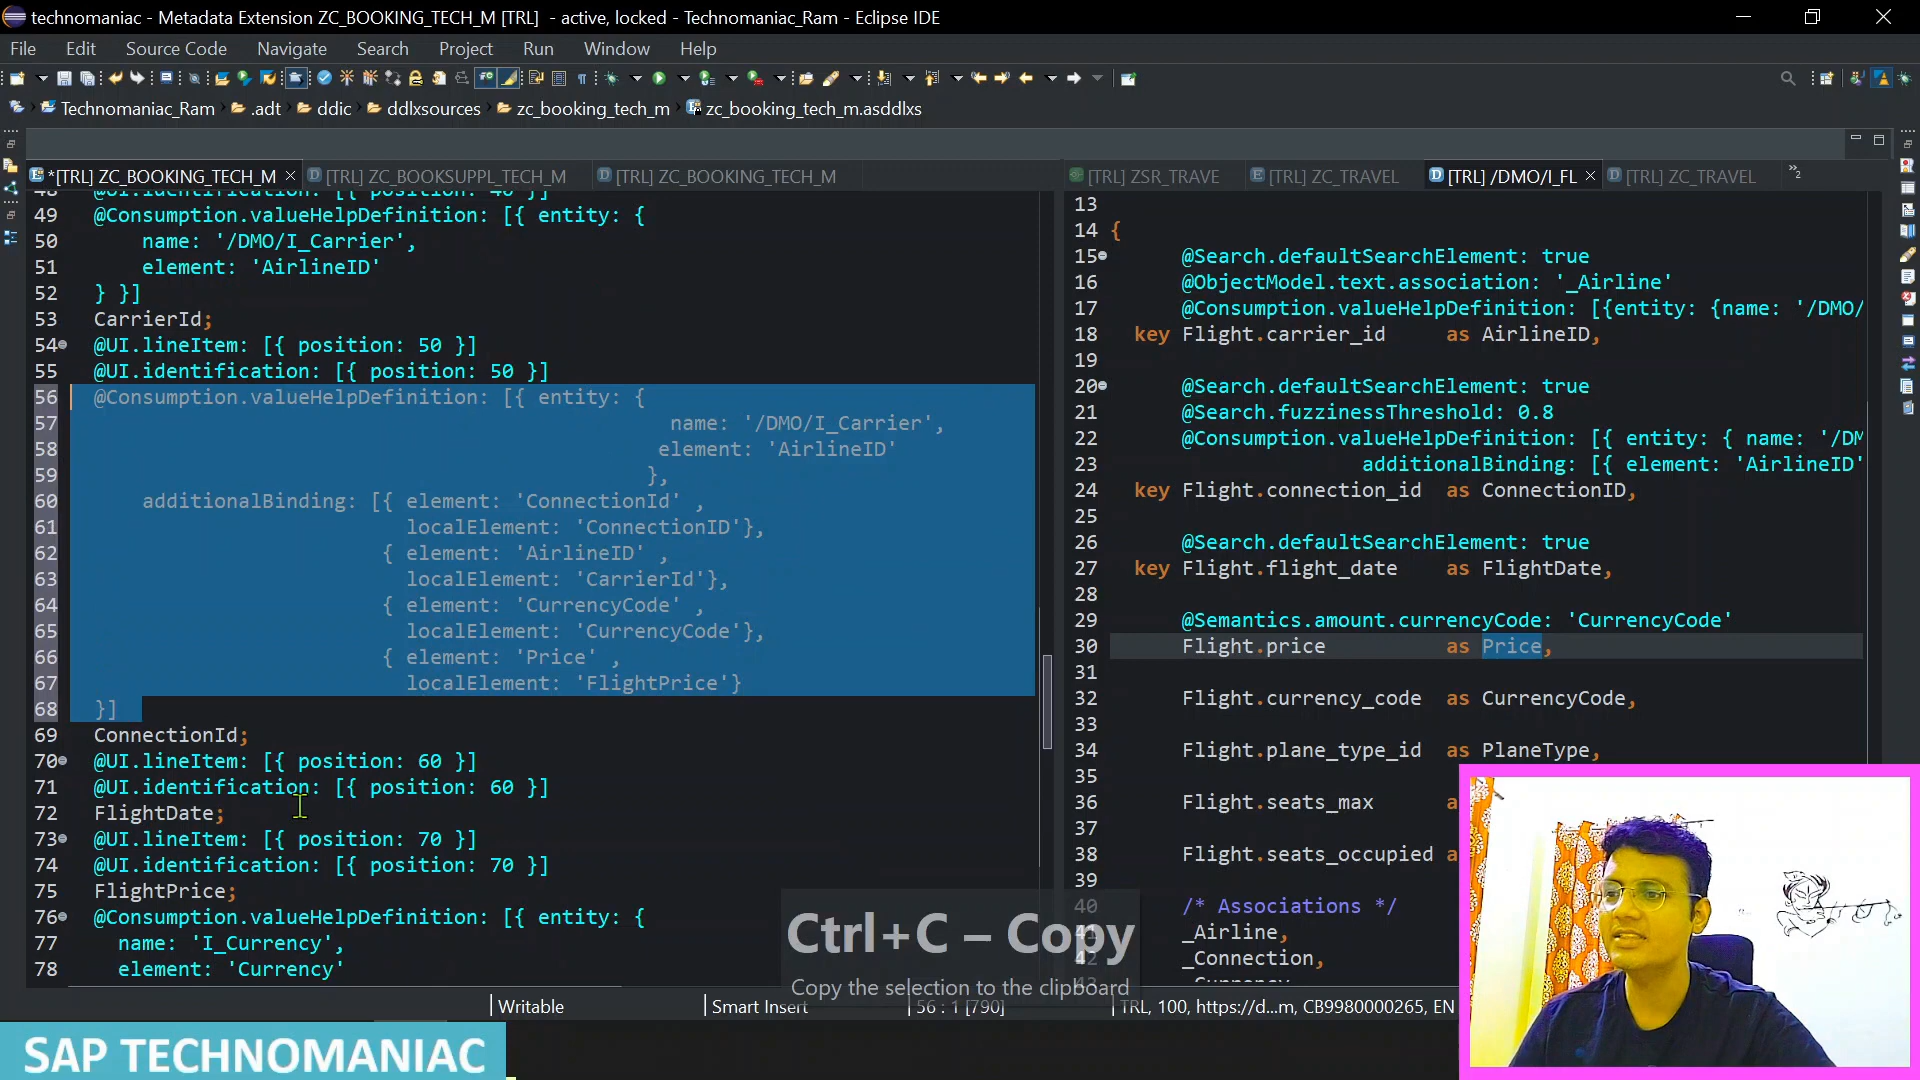 technomaniac - Metadata Extension ZC_BOOKING_TECH_M [TRL]  - active, locked - Technomaniac_Ram - Eclipse IDE
File Edit Source Code Navigate Search Project Run Window Help
Technomaniac_Ram .adt ddic ddlxsources zc_booking_tech_m zc_booking_tech_m.asddlxs
*[TRL] ZC_BOOKING_TECH_M [TRL] ZC_BOOKSUPPL_TECH_M [TRL] ZC_BOOKING_TECH_M
48 @UI.identification: [{ position: 40 }]
49 @Consumption.valueHelpDefinition: [{ entity: {
50 name: '/DMO/I_Carrier',
51 element: 'AirlineID'
52 } }]
53 CarrierId;
54 @UI.lineItem: [{ position: 50 }]
55 @UI.identification: [{ position: 50 }]
56 @Consumption.valueHelpDefinition: [{ entity: {
57 name: '/DMO/I_Carrier',
58 element: 'AirlineID'
59 },
60 additionalBinding: [{ element: 'ConnectionId' ,
61 localElement: 'ConnectionID'},
62 { element: 'AirlineID' ,
63 localElement: 'CarrierId'},
64 { element: 'CurrencyCode' ,
65 localElement: 'CurrencyCode'},
66 { element: 'Price' ,
67 localElement: 'FlightPrice'}
68 }]
69 ConnectionId;
70 @UI.lineItem: [{ position: 60 }]
71 @UI.identification: [{ position: 60 }]
72 FlightDate;
73 @UI.lineItem: [{ position: 70 }]
74 @UI.identification: [{ position: 70 }]
75 FlightPrice;
76 @Consumption.valueHelpDefinition: [{ entity: {
77 name: 'I_Currency',
78 element: 'Currency'
[TRL] ZSR_TRAVE [TRL] ZC_TRAVEL [TRL] /DMO/I_FL [TRL] ZC_TRAVEL
13
14 {
15 @Search.defaultSearchElement: true
16 @ObjectModel.text.association: '_Airline'
17 @Consumption.valueHelpDefinition: [{entity: {name: '/DMO/
18 key Flight.carrier_id as AirlineID,
19
20 @Search.defaultSearchElement: true
21 @Search.fuzzinessThreshold: 0.8
22 @Consumption.valueHelpDefinition: [{ entity: { name: '/DM
23 additionalBinding: [{ element: 'AirlineID'
24 key Flight.connection_id as ConnectionID,
25
26 @Search.defaultSearchElement: true
27 key Flight.flight_date as FlightDate,
28
29 @Semantics.amount.currencyCode: 'CurrencyCode'
30 Flight.price as Price,
31
32 Flight.currency_code as CurrencyCode,
33
34 Flight.plane_type_id as PlaneType,
35
36 Flight.seats_max a
37
38 Flight.seats_occupied a
39
40 /* Associations */
41 _Airline,
42 _Connection,
Ctrl+C – Copy
Copy the selection to the clipboard
Writable Smart Insert 56 : 1 [790] TRL, 100, https://d...m, CB9980000265, EN
SAP TECHNOMANIAC